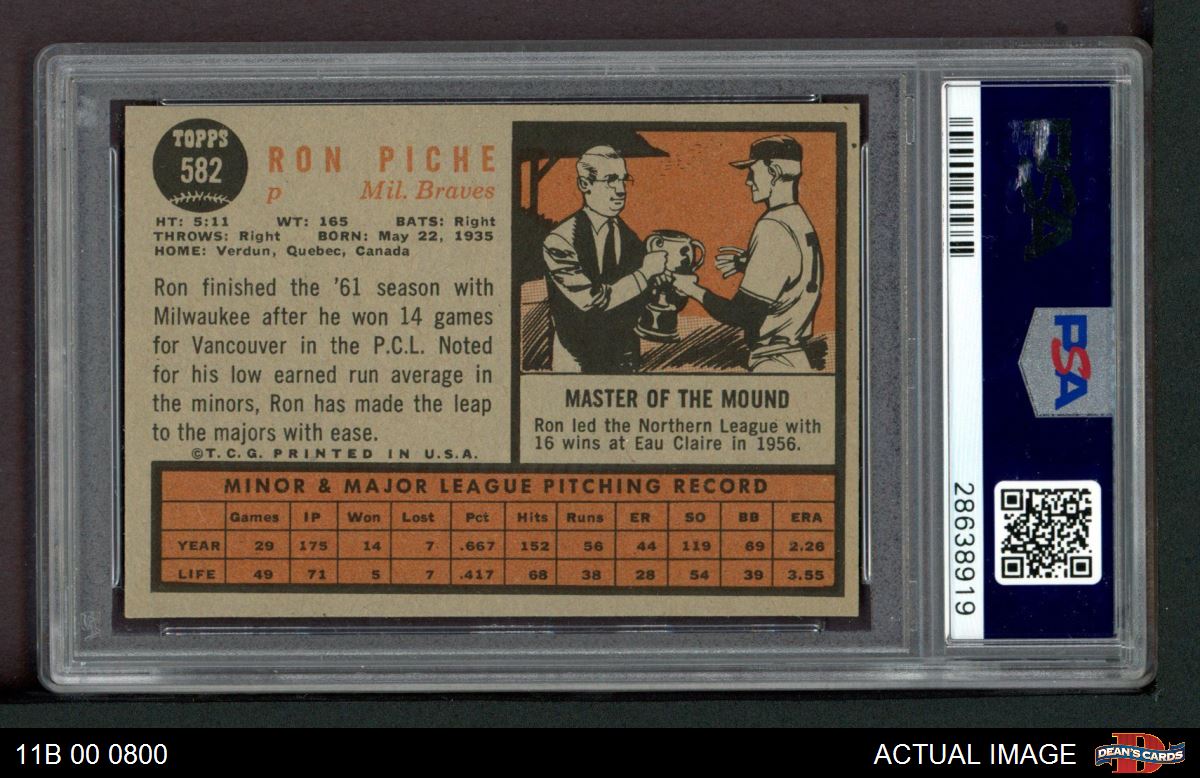 TOPPS
582
RON PICHE
p Mil. Braves
HT: 5:11 WT: 165 BATS: Right
THROWS: Right BORN: May 22, 1935
HOME: Verdun, Quebec, Canada
Ron finished the '61 season with
Milwaukee after he won 14 games
for Vancouver in the P.C.L. Noted
for his low earned run average in
the minors, Ron has made the leap
to the majors with ease.
©T.C.G. PRINTED IN U.S.A.
MASTER OF THE MOUND
Ron led the Northern League with
16 wins at Eau Claire in 1956.
MINOR & MAJOR LEAGUE PITCHING RECORD
Games IP Won Lost Pct Hits Runs ER SO BB ERA
YEAR 29 175 14 7 .667 152 56 44 119 69 2.26
LIFE 49 71 5 7 .417 68 38 28 54 39 3.55
PSA
PSA
28638919
11B 00 0800
ACTUAL IMAGE
DEAN'S CARDS